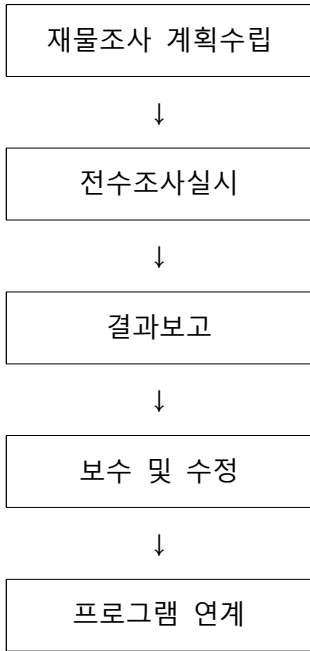 재물조사 계획수립
↓
전수조사실시
↓
결과보고
↓
보수 및 수정
↓
프로그램 연계